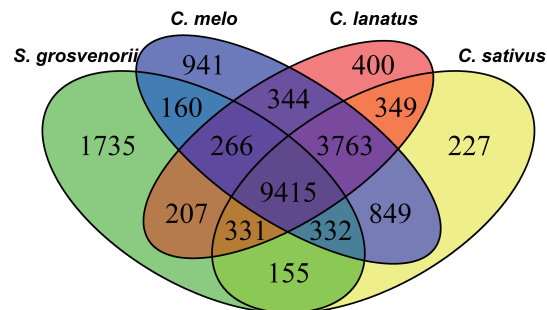 C. melo C. lanatus
S. grosvenorii C. sativus
941 400
160 344 349
1735 266 3763 227
9415
207 849
331 332
155